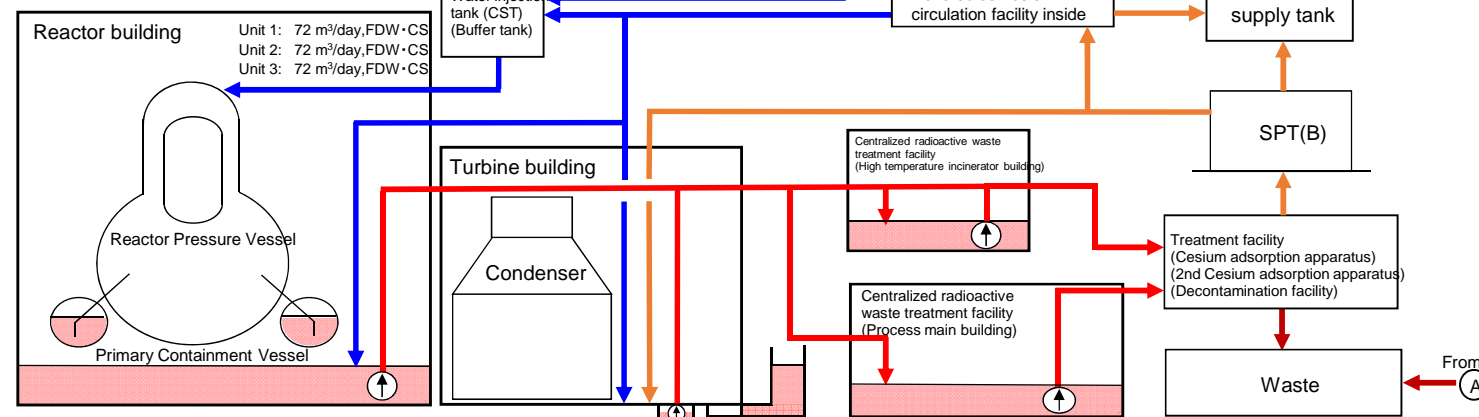 tank (CST)
(Buffer tank)
circulation facility inside
supply tank
Reactor building
Unit 1: 72 m³/day,FDW・CS
Unit 2: 72 m³/day,FDW・CS
Unit 3: 72 m³/day,FDW・CS
SPT(B)
Centralized radioactive waste
treatment facility
(High temperature incinerator building)
Turbine building
Reactor Pressure Vessel
Condenser
Treatment facility
(Cesium adsorption apparatus)
(2nd Cesium adsorption apparatus)
(Decontamination facility)
Centralized radioactive
waste treatment facility
(Process main building)
Primary Containment Vessel
Waste
From
A